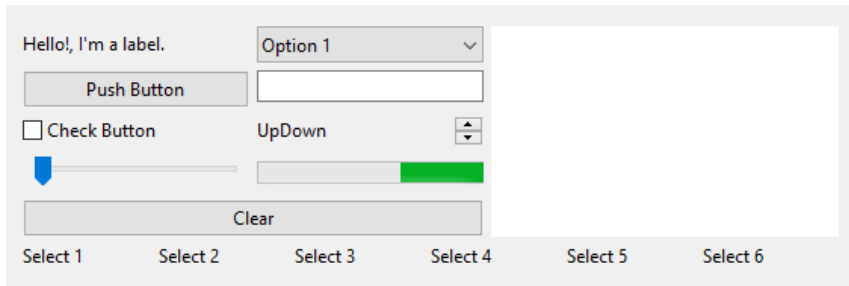 Hello!, I'm a label.
Option 1
Push Button
Check Button
UpDown
Clear
Select 1
Select 2
Select 3
Select 4
Select 5
Select 6